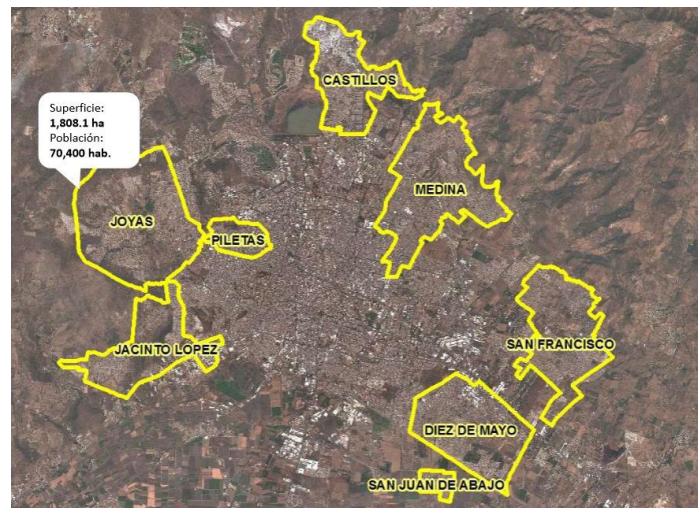 CASTILLOS
Superficie:
1,808.1 ha
Población:
70,400 hab.
MEDINA
JOYAS
PILETAS
JACINTO LOPEZ
SAN FRANCISCO
DIEZ DE MAYO
SAN JUAN DE ABAJO